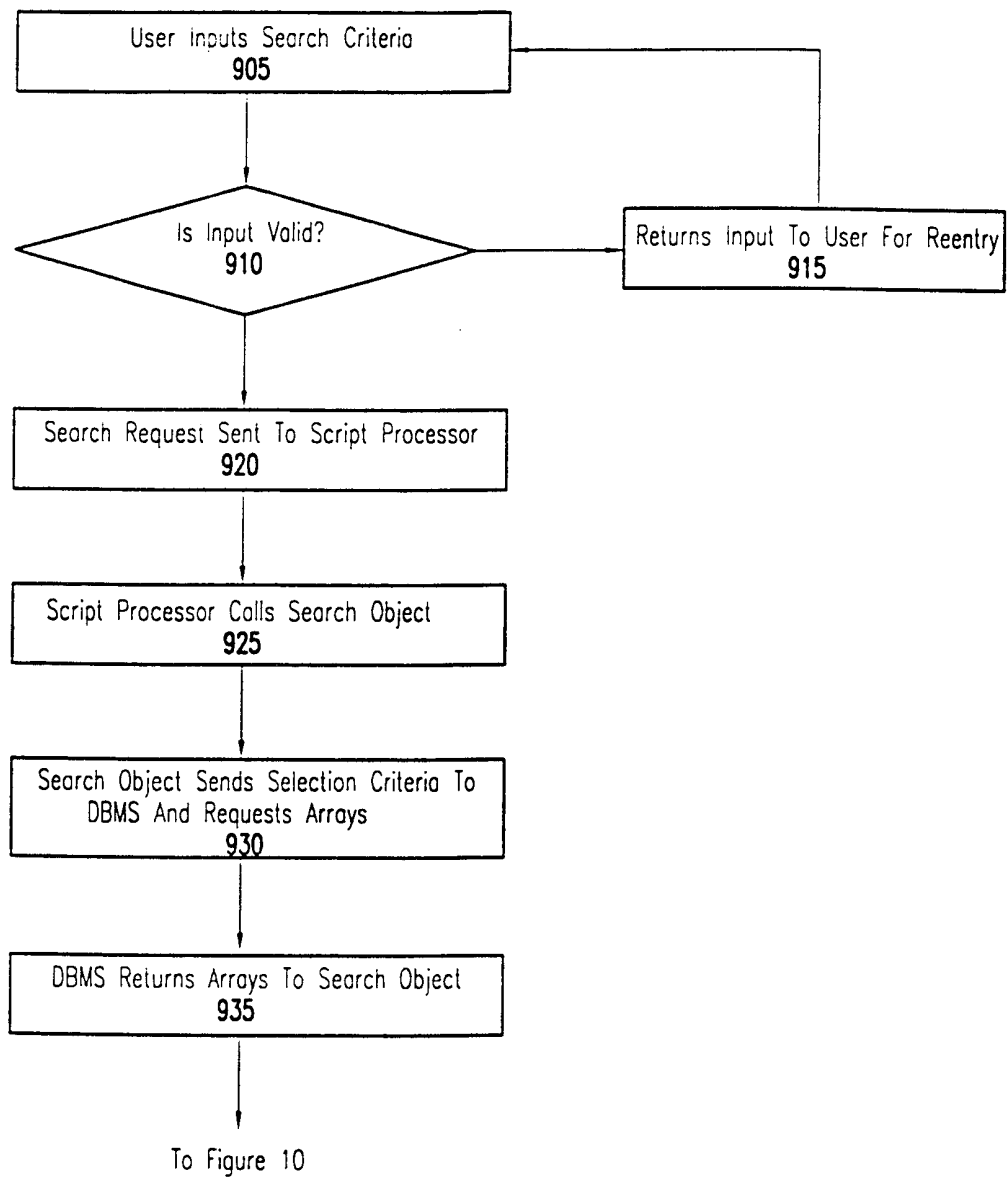 User Inputs Search Criteria
905
Is Input Valid?
910
Returns Input To User For Reentry
915
Search Request Sent To Script Processor
920
Script Processor Calls Search Object
925
Search Object Sends Selection Criteria To
DBMS And Requests Arrays
930
DBMS Returns Arrays To Search Object
935
To Figure 10